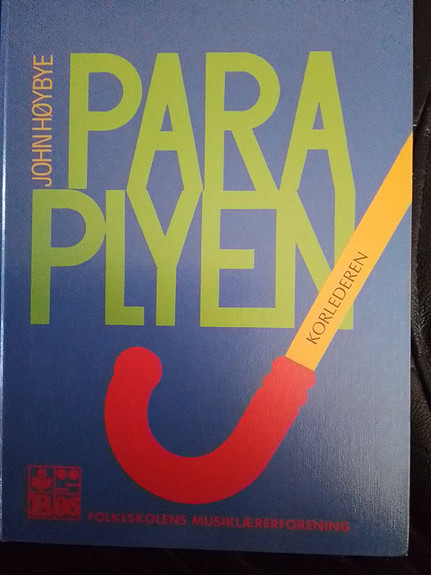 JOHN HØYBYE
PARA
PLYEN
KORLEDEREN
FOLKESKOLENS MUSIKLÆRERFORENING